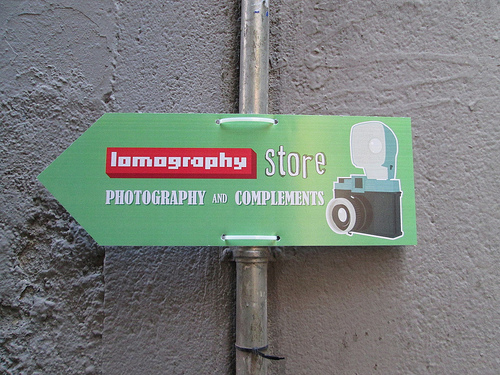 lomography store
PHOTOGRAPHY AND COMPLEMENTS